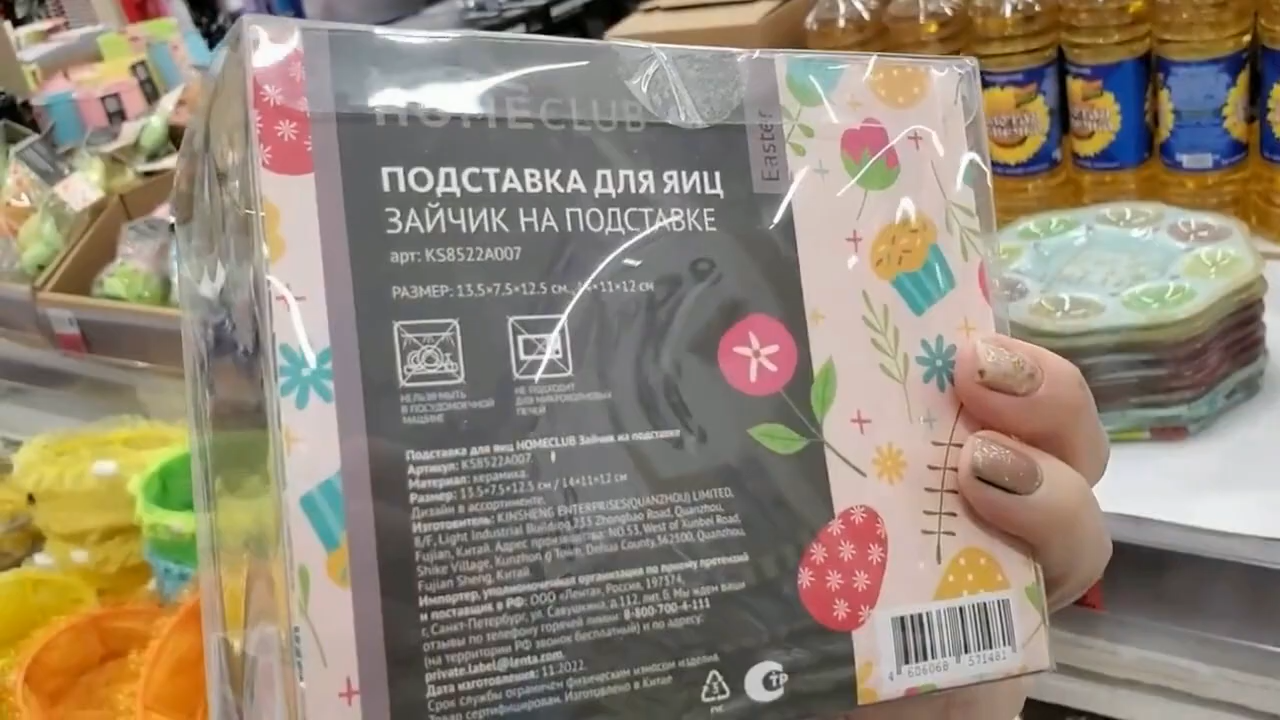 HOMECLUB
Easter
ПОДСТАВКА ДЛЯ ЯИЦ
ЗАЙЧИК НА ПОДСТАВКЕ
арт: KS8522A007
РАЗМЕР: 13.5×7.5×12.5 см., 14×11×12 см
НЕЛЬЗЯ МЫТЬ
В ПОСУДОМОЕЧНОЙ
МАШИНЕ
НЕ ПОДХОДИТ
ДЛЯ МИКРОВОЛНОВЫХ
ПЕЧЕЙ
Подставка для яиц HOMECLUB Зайчик на подставке
Артикул: KS8522A007
Материал: керамика.
Размер: 13.5×7.5×12.5 см / 14×11×12 см
Дизайн в ассортименте.
Изготовитель: KINSHENG ENTERPRISES(QUANZHOU) LIMITED,
8/F, Light Industrial Building,233 Zhongbao Road, Quanzhou,
Fujian, Китай. Адрес производства: NO.53, West of Xunbei Road,
Shike Village, Xunzhong Town, Dehua County,362500, Quanzhou,
Fujian Sheng, Китай.
Импортер, уполномоченная организация по приему претензий
и поставщик в РФ: ООО «Лента», Россия, 197374,
г. Санкт-Петербург, ул. Савушкина, д.112, лит. Б. Мы ждем ваши
отзывы по телефону горячей линии: 8-800-700-4-111
(на территории РФ звонок бесплатный) и по адресу:
private.label@lenta.com.
Дата изготовления: 11.2022.
Срок службы ограничен физическим износом изделия
Товар сертифицирован. Изготовлено в Китае
СТР
4 606068 571481